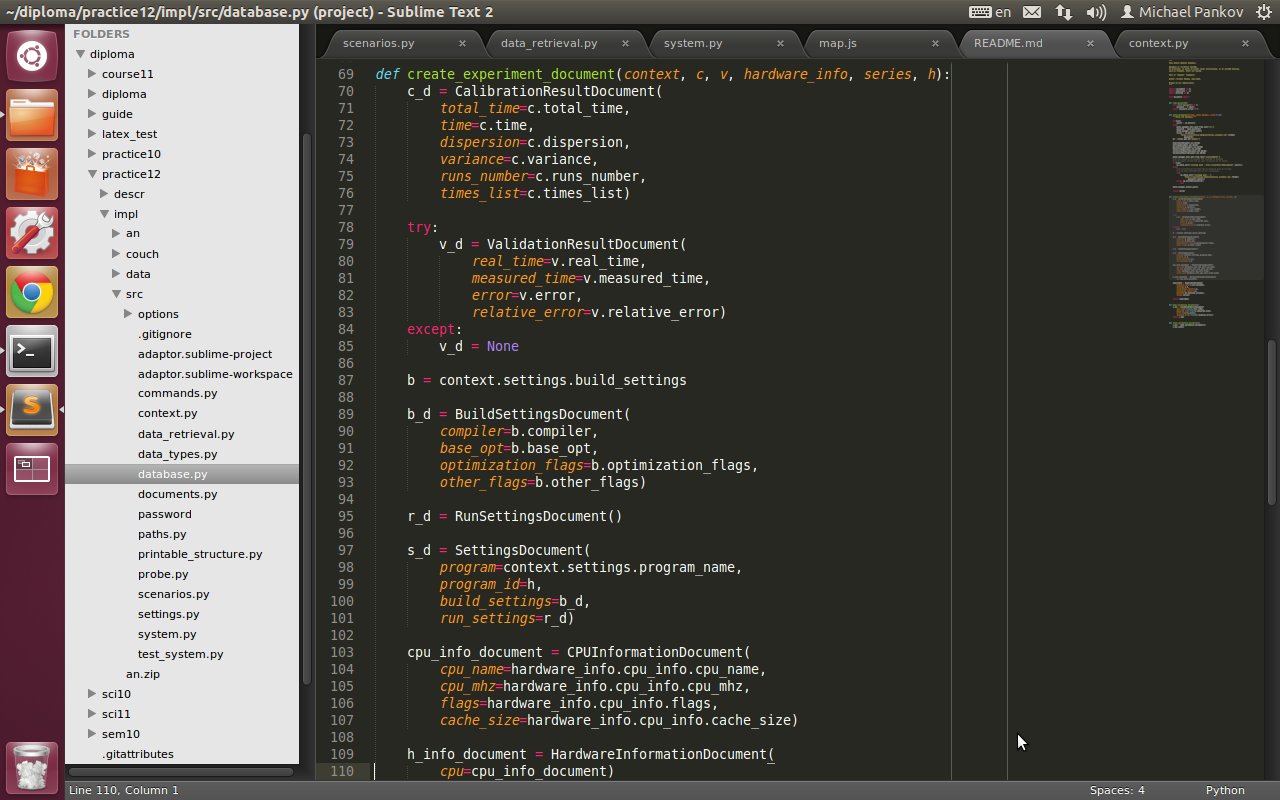 ~/diploma/practice12/impl/src/database.py (project) - Sublime Text 2
en
Michael Pankov
FOLDERS
diploma
course11
diploma
guide
latex_test
practice10
practice12
descr
impl
an
couch
data
src
options
.gitignore
adaptor.sublime-project
adaptor.sublime-workspace
commands.py
context.py
data_retrieval.py
data_types.py
database.py
documents.py
password
paths.py
printable_structure.py
probe.py
scenarios.py
settings.py
system.py
test_system.py
an.zip
sci10
sci11
sem10
.gitattributes
scenarios.py × data_retrieval.py × system.py × map.js × README.md × context.py ×
69 def create_experiment_document(context, c, v, hardware_info, series, h):
70 c_d = CalibrationResultDocument(
71 total_time=c.total_time,
72 time=c.time,
73 dispersion=c.dispersion,
74 variance=c.variance,
75 runs_number=c.runs_number,
76 times_list=c.times_list)
77
78 try:
79 v_d = ValidationResultDocument(
80 real_time=v.real_time,
81 measured_time=v.measured_time,
82 error=v.error,
83 relative_error=v.relative_error)
84 except:
85 v_d = None
86
87 b = context.settings.build_settings
88
89 b_d = BuildSettingsDocument(
90 compiler=b.compiler,
91 base_opt=b.base_opt,
92 optimization_flags=b.optimization_flags,
93 other_flags=b.other_flags)
94
95 r_d = RunSettingsDocument()
96
97 s_d = SettingsDocument(
98 program=context.settings.program_name,
99 program_id=h,
100 build_settings=b_d,
101 run_settings=r_d)
102
103 cpu_info_document = CPUInformationDocument(
104 cpu_name=hardware_info.cpu_info.cpu_name,
105 cpu_mhz=hardware_info.cpu_info.cpu_mhz,
106 flags=hardware_info.cpu_info.flags,
107 cache_size=hardware_info.cpu_info.cache_size)
108
109 h_info_document = HardwareInformationDocument(
110 cpu=cpu_info_document)
Line 110, Column 1
Spaces: 4
Python